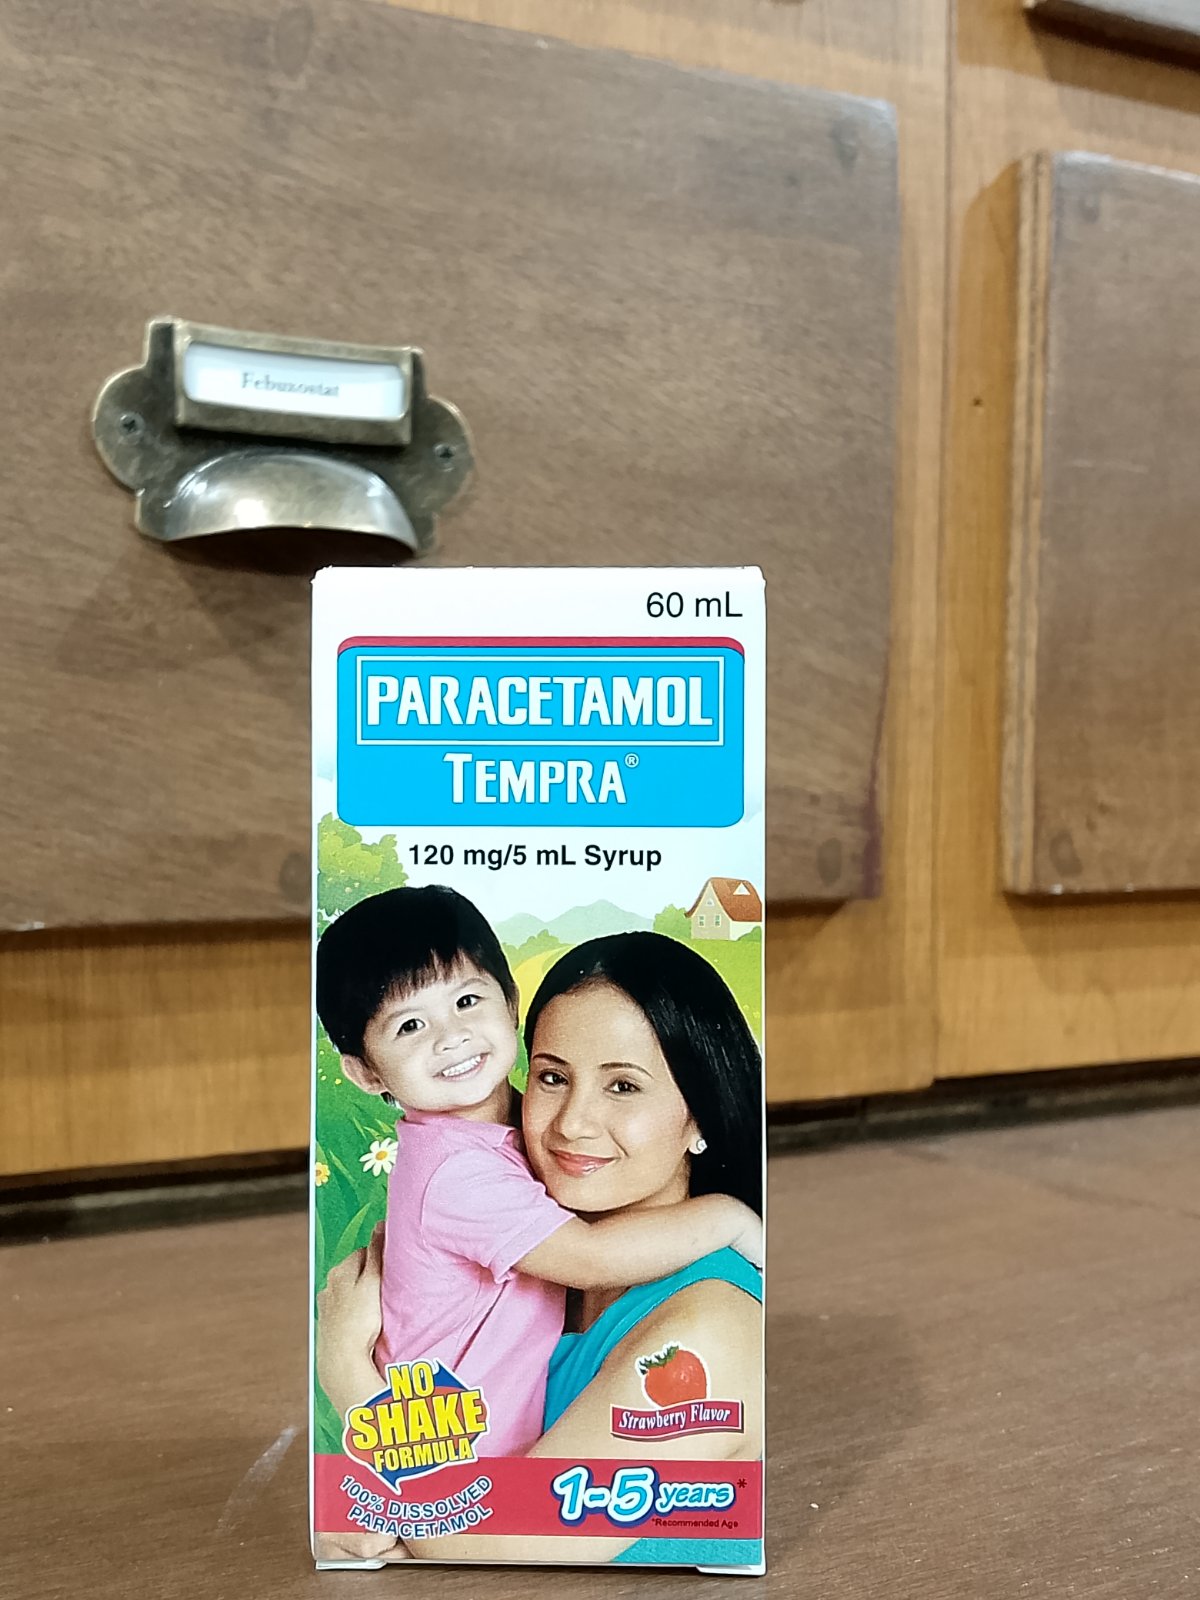 Febuxostat
60 mL
PARACETAMOL
TEMPRA®
120 mg/5 mL Syrup
NO
SHAKE
FORMULA
100% DISSOLVED
PARACETAMOL
Strawberry Flavor
1-5 years*
*Recommended Age